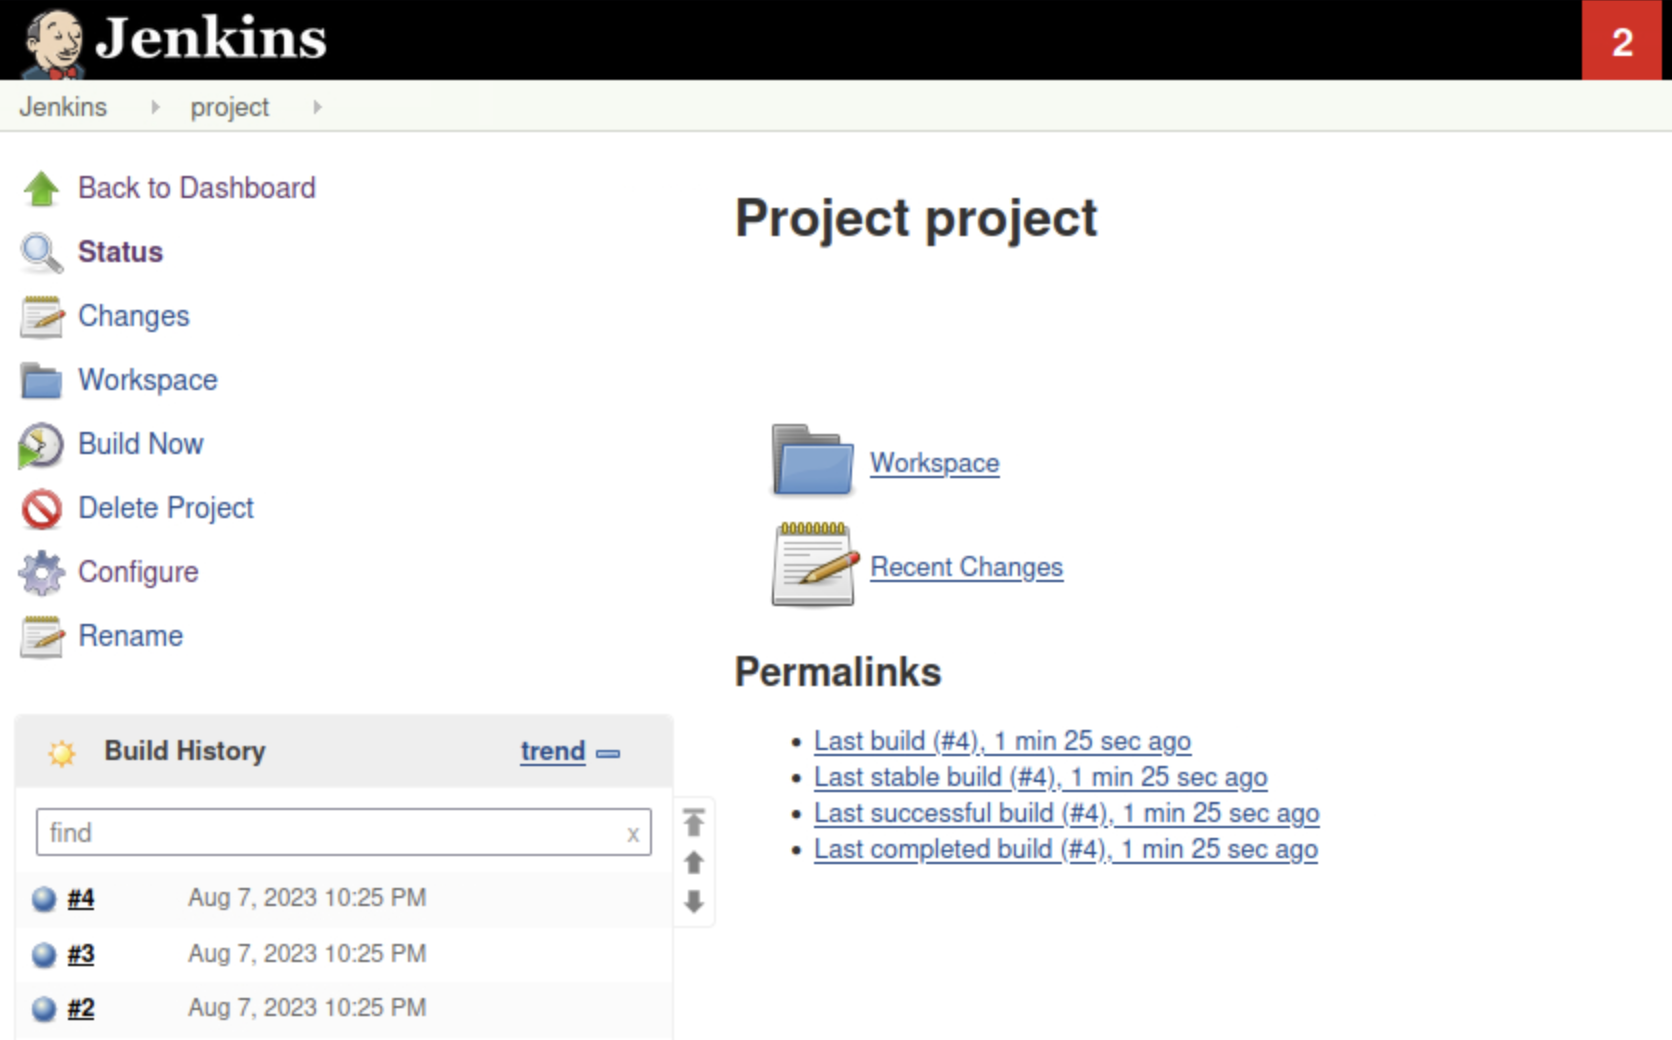 Jenkins
2
Jenkins project
Back to Dashboard
Status
Changes
Workspace
Build Now
Delete Project
Configure
Rename
Build History trend
find x
#4 Aug 7, 2023 10:25 PM
#3 Aug 7, 2023 10:25 PM
#2 Aug 7, 2023 10:25 PM
Project project
Workspace
Recent Changes
Permalinks
Last build (#4), 1 min 25 sec ago
Last stable build (#4), 1 min 25 sec ago
Last successful build (#4), 1 min 25 sec ago
Last completed build (#4), 1 min 25 sec ago